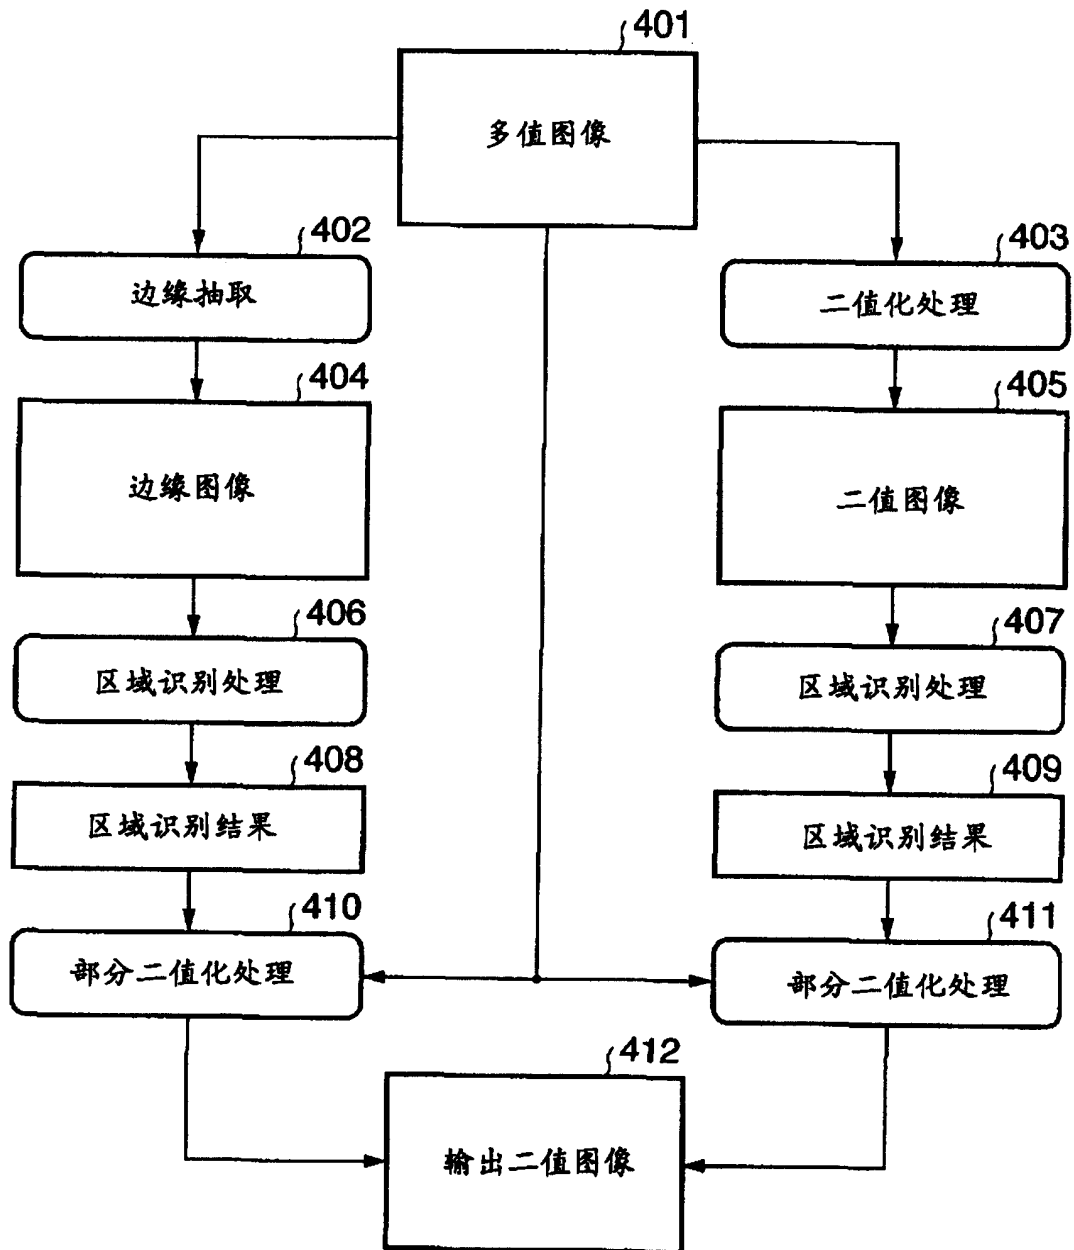 401
多值图像
402
边缘抽取
403
二值化处理
404
边缘图像
405
二值图像
406
区域识别处理
407
区域识别处理
408
区域识别结果
409
区域识别结果
410
部分二值化处理
411
部分二值化处理
412
输出二值图像